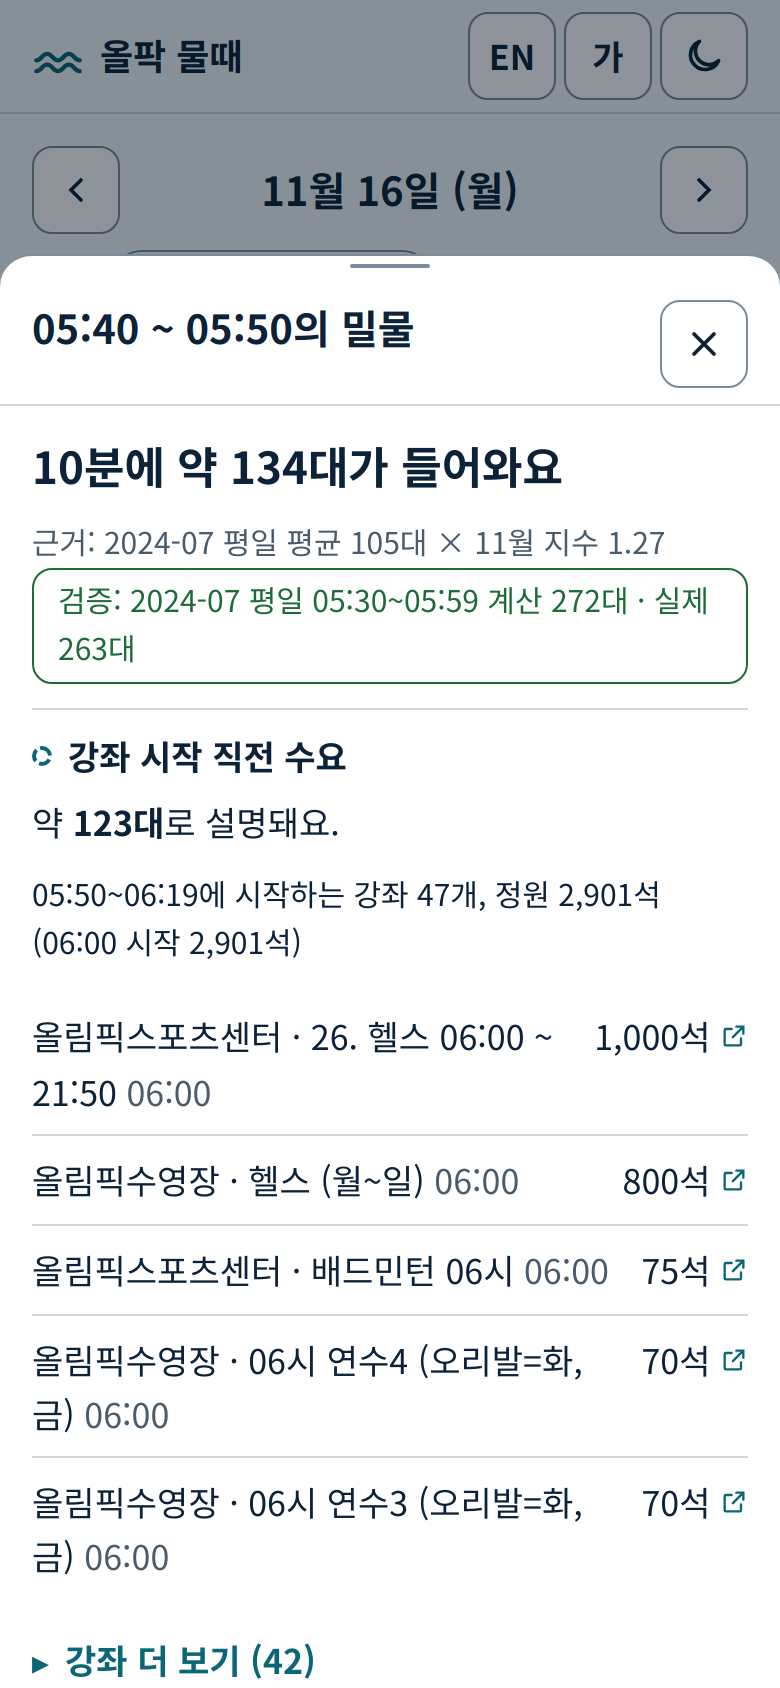 올팍 물때
EN
가
11월 16일 (월)
05:40 ~ 05:50의 밀물
10분에 약 134대가 들어와요
근거: 2024-07 평일 평균 105대 × 11월 지수 1.27
검증: 2024-07 평일 05:30~05:59 계산 272대 · 실제
263대
강좌 시작 직전 수요
약 123대로 설명돼요.
05:50~06:19에 시작하는 강좌 47개, 정원 2,901석
(06:00 시작 2,901석)
올림픽스포츠센터 · 26. 헬스 06:00 ~ 1,000석
21:50 06:00
올림픽수영장 · 헬스 (월~일) 06:00 800석
올림픽스포츠센터 · 배드민턴 06시 06:00 75석
올림픽수영장 · 06시 연수4 (오리발=화, 70석
금) 06:00
올림픽수영장 · 06시 연수3 (오리발=화, 70석
금) 06:00
▸ 강좌 더 보기 (42)